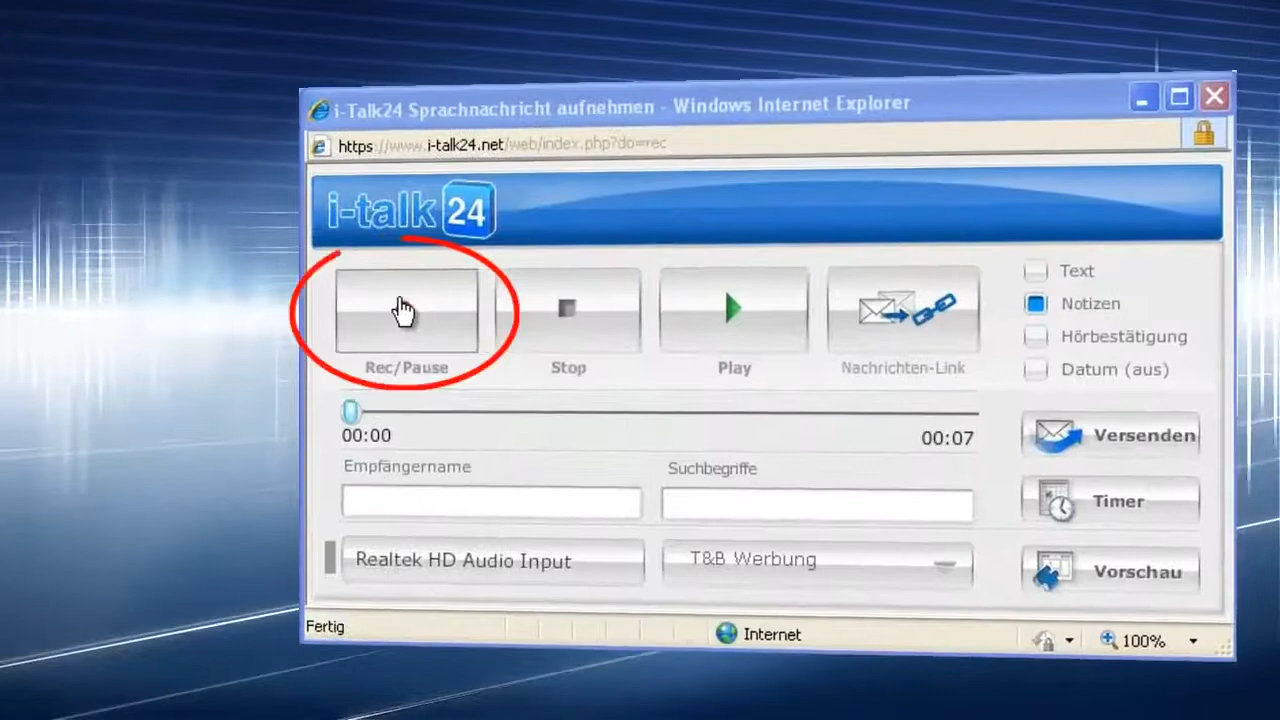 i-Talk24 Sprachnachricht aufnehmen - Windows Internet Explorer
https://www.i-talk24.net/web/index.php?do=rec
i-talk 24
Text
Notizen
Hörbestätigung
Datum (aus)
Rec/Pause Stop Play Nachrichten-Link
00:00 00:07
Versenden
Empfängername Suchbegriffe
Timer
Realtek HD Audio Input T&B Werbung
Vorschau
Fertig Internet 100%